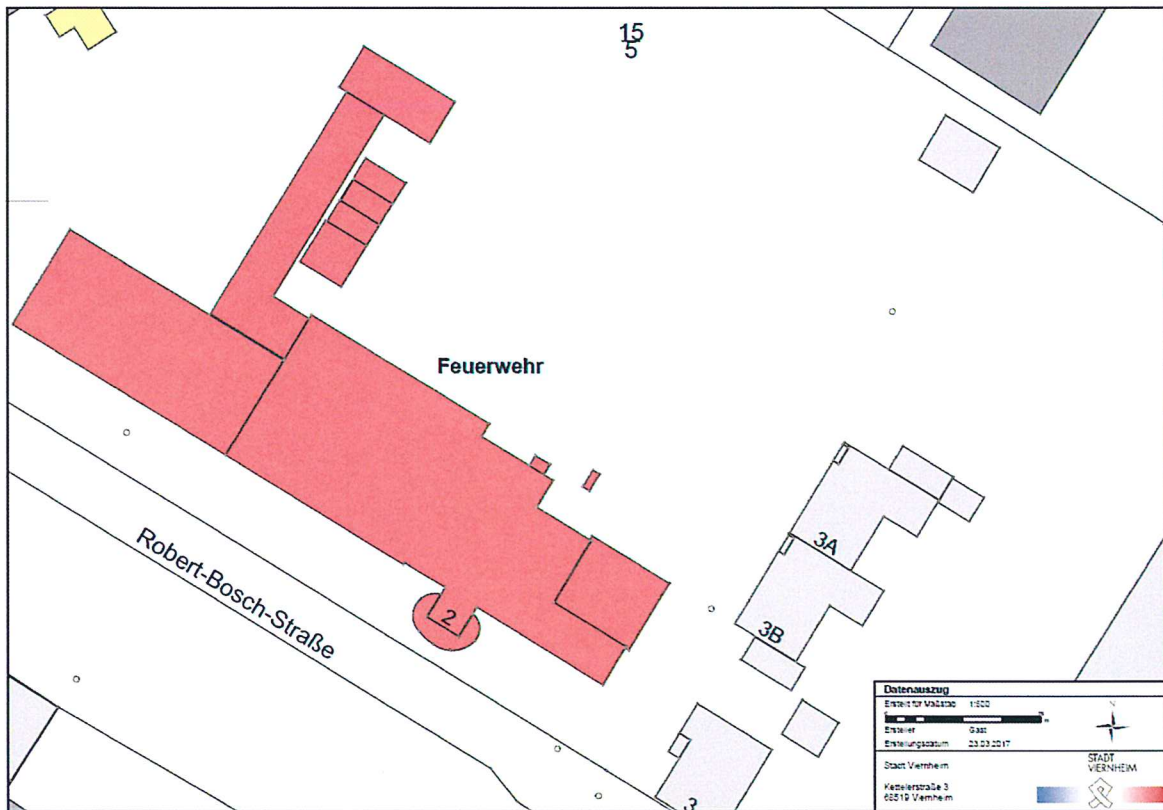 15
5
Feuerwehr
Robert-Bosch-Straße
2
3A
3B
3
Datenauszug
Erstellt für Maßstab 1:500
Ersteller Gast
Erstellungsdatum 23.03.2017
N
Stadt Viernheim
STADT
VIERNHEIM
Kettelerstraße 3
68519 Viernheim